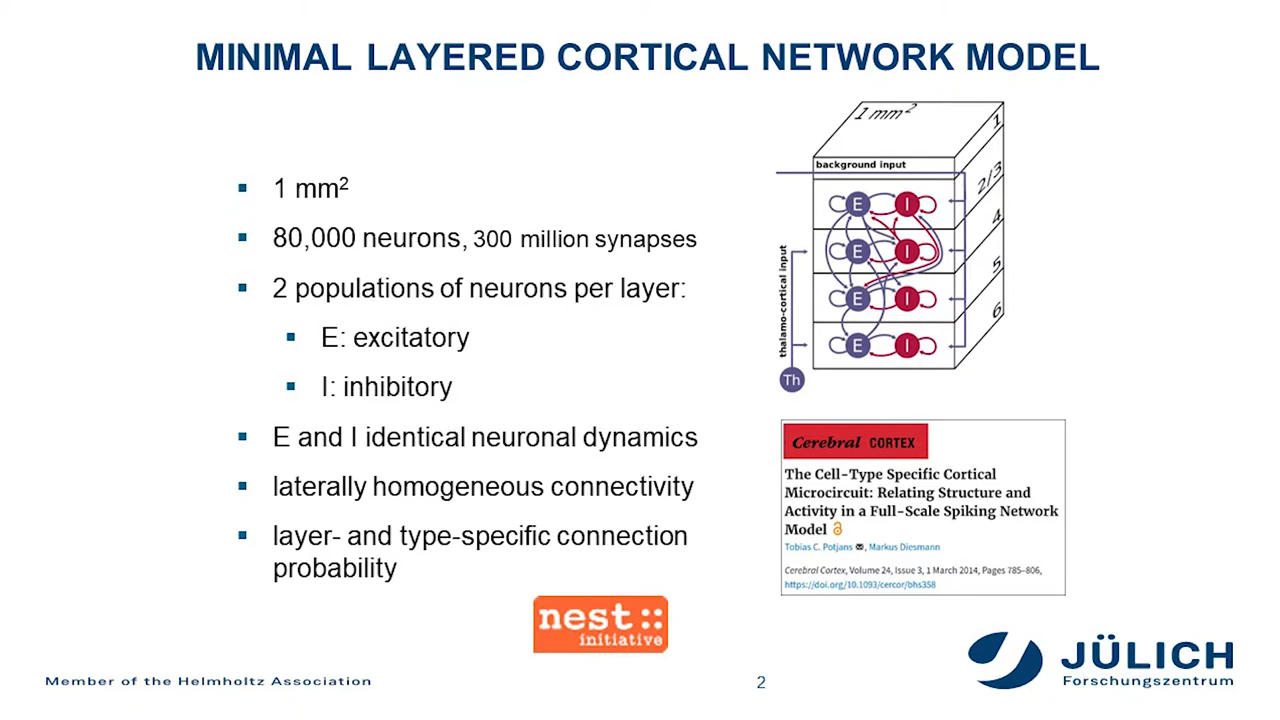 MINIMAL LAYERED CORTICAL NETWORK MODEL
▪ 1 mm²
▪ 80,000 neurons, 300 million synapses
▪ 2 populations of neurons per layer:
▪ E: excitatory
▪ I: inhibitory
▪ E and I identical neuronal dynamics
▪ laterally homogeneous connectivity
▪ layer- and type-specific connection
probability
1 mm²
1
background input
2/3
E I
4
E I
5
E I
6
E I
thalamo-cortical input
Th
Cerebral CORTEX
The Cell-Type Specific Cortical
Microcircuit: Relating Structure and
Activity in a Full-Scale Spiking Network
Model
Tobias C. Potjans, Markus Diesmann
Cerebral Cortex, Volume 24, Issue 3, 1 March 2014, Pages 785–806,
https://doi.org/10.1093/cercor/bhs358
nest::
initiative
Member of the Helmholtz Association
2
JÜLICH
Forschungszentrum